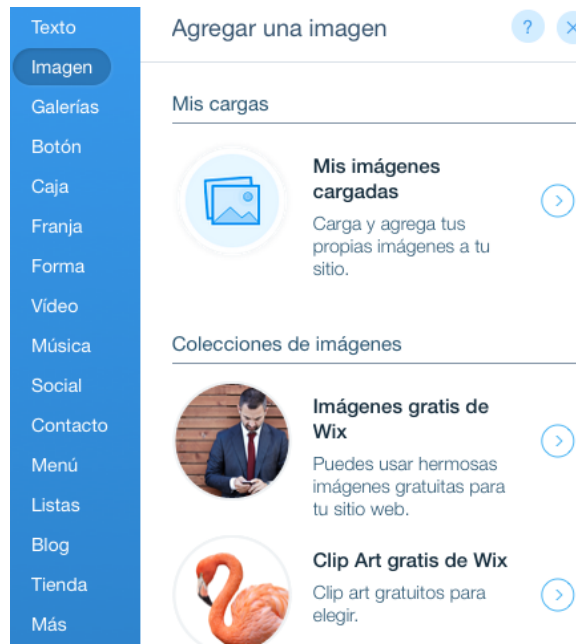 Texto
Imagen
Galerías
Botón
Caja
Franja
Forma
Vídeo
Música
Social
Contacto
Menú
Listas
Blog
Tienda
Más
Agregar una imagen
?
Mis cargas
Mis imágenes
cargadas
Carga y agrega tus
propias imágenes a tu
sitio.
Colecciones de imágenes
Imágenes gratis de
Wix
Puedes usar hermosas
imágenes gratuitas para
tu sitio web.
Clip Art gratis de Wix
Clip art gratuitos para
elegir.